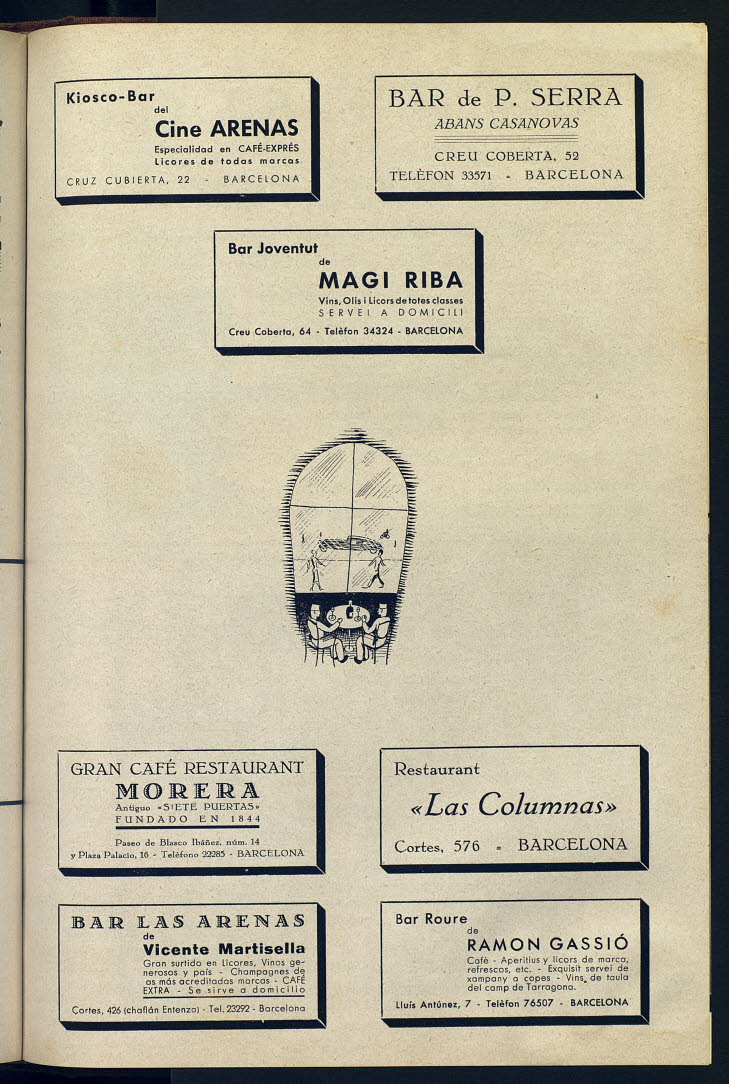 Kiosco-Bar
del
Cine ARENAS
Especialidad en CAFÉ-EXPRÉS
Licores de todas marcas
CRUZ CUBIERTA, 22 - BARCELONA
BAR de P. SERRA
ABANS CASANOVAS
CREU COBERTA, 52
TELÈFON 33571 - BARCELONA
Bar Joventut
de
MAGI RIBA
Vins, Olis i Licors de totes classes
SERVEI A DOMICILI
Creu Coberta, 64 - Telèfon 34324 - BARCELONA
GRAN CAFÉ RESTAURANT
MORERA
Antiguo «SIETE PUERTAS»
FUNDADO EN 1844
Paseo de Blasco Ibáñez, núm. 14
y Plaza Palacio, 16 - Teléfono 22285 - BARCELONA
Restaurant
«Las Columnas»
Cortes, 576 - BARCELONA
BAR LAS ARENAS
de
Vicente Martisella
Gran surtido en Licores, Vinos ge-
nerosos y país - Champagnes de
as más acreditadas marcas - CAFÉ
EXTRA - Se sirve a domicilio
Cortes, 426 (chaflán Entenza) - Tel. 23292 - Barcelona
Bar Roure
de
RAMON GASSIÓ
Cafè - Aperitius y licors de marca,
refrescos, etc. - Exquisit servei de
xampany a copes - Vins de taula
del camp de Tarragona.
Lluís Antúnez, 7 - Telèfon 76507 - BARCELONA